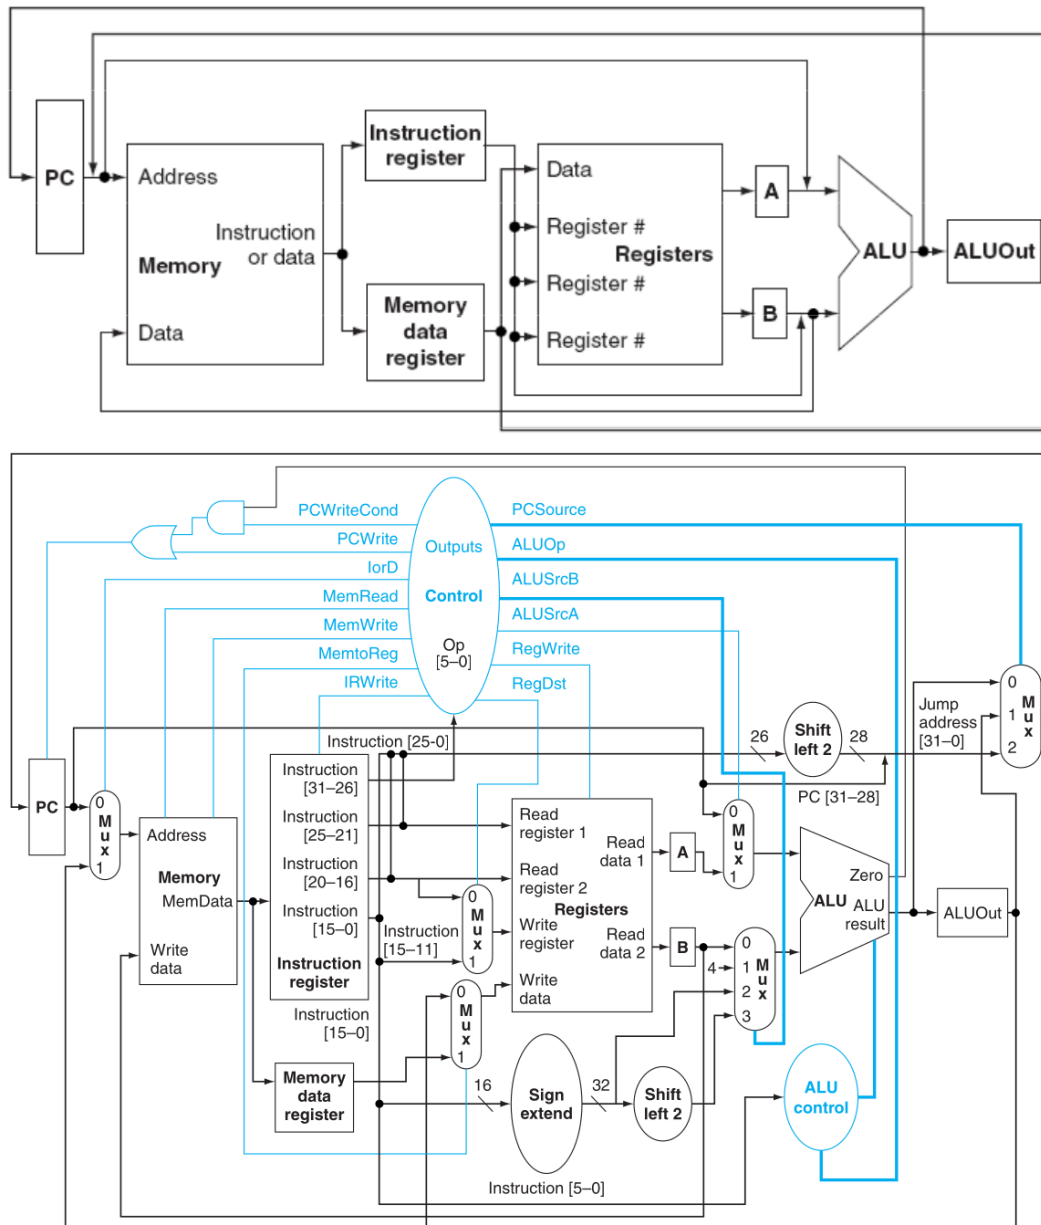 PC
Address
Instruction
or data
Memory
Data
Instruction
register
Memory
data
register
Data
Register #
Registers
Register #
Register #
A
B
ALU
ALUOut
PCWriteCond
PCWrite
IorD
MemRead
MemWrite
MemtoReg
IRWrite
Outputs
Control
Op
[5–0]
PCSource
ALUOp
ALUSrcB
ALUSrcA
RegWrite
RegDst
Instruction [25-0]
26
Shift
left 2
28
Jump
address
[31–0]
PC [31–28]
0
1
2
M
u
x
PC
0
M
u
x
1
Address
Memory
MemData
Write
data
Instruction
[31–26]
Instruction
[25–21]
Instruction
[20–16]
Instruction
[15–0]
Instruction
register
Instruction
[15–0]
Instruction
[15–11]
0
M
u
x
1
0
M
u
x
1
Memory
data
register
Read
register 1
Read
register 2
Registers
Write
register
Write
data
Read
data 1
Read
data 2
A
B
0
M
u
x
1
4
0
1
2
3
M
u
x
Zero
ALU
ALU
result
ALUOut
16
Sign
extend
32
Shift
left 2
ALU
control
Instruction [5–0]